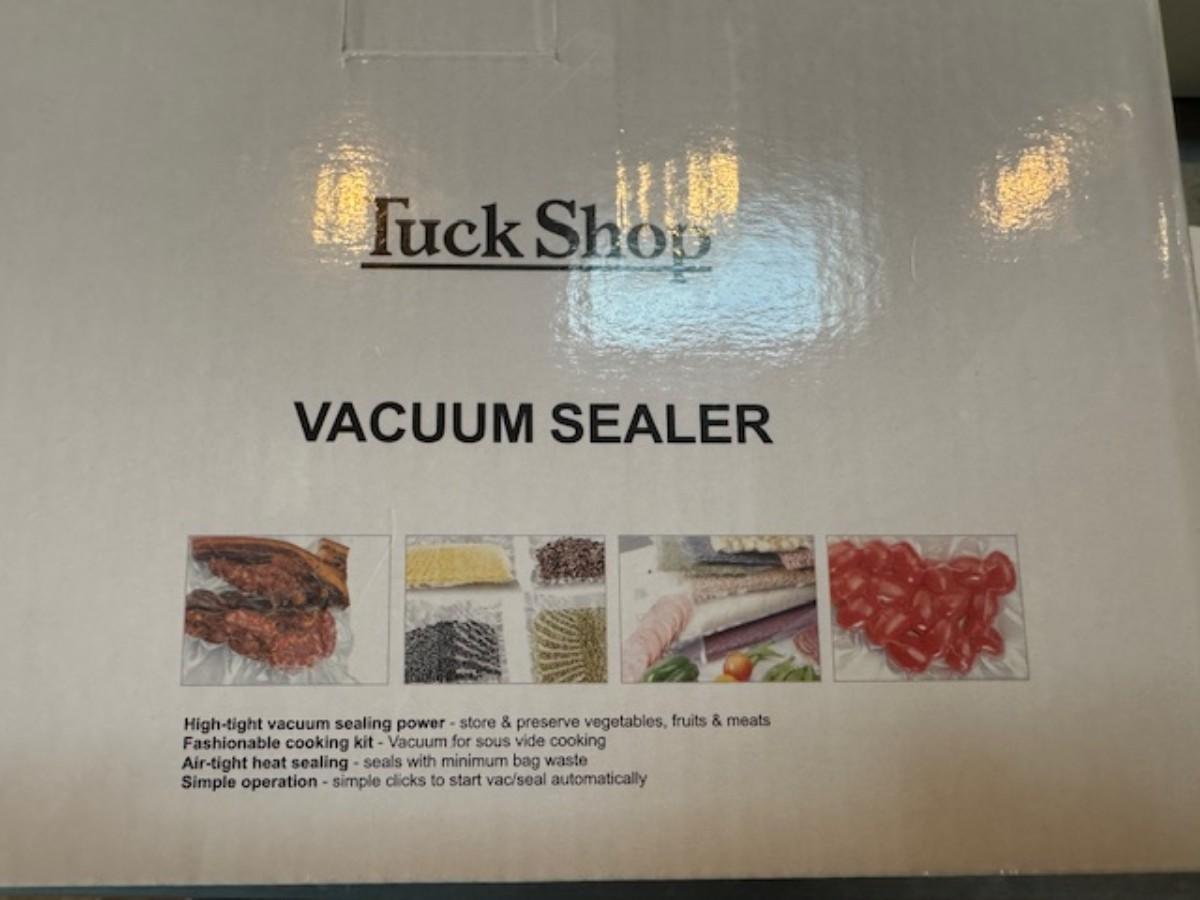 Tuck Shop
VACUUM SEALER
High-tight vacuum sealing power - store & preserve vegetables, fruits & meats
Fashionable cooking kit - Vacuum for sous vide cooking
Air-tight heat sealing - seals with minimum bag waste
Simple operation - simple clicks to start vac/seal automatically